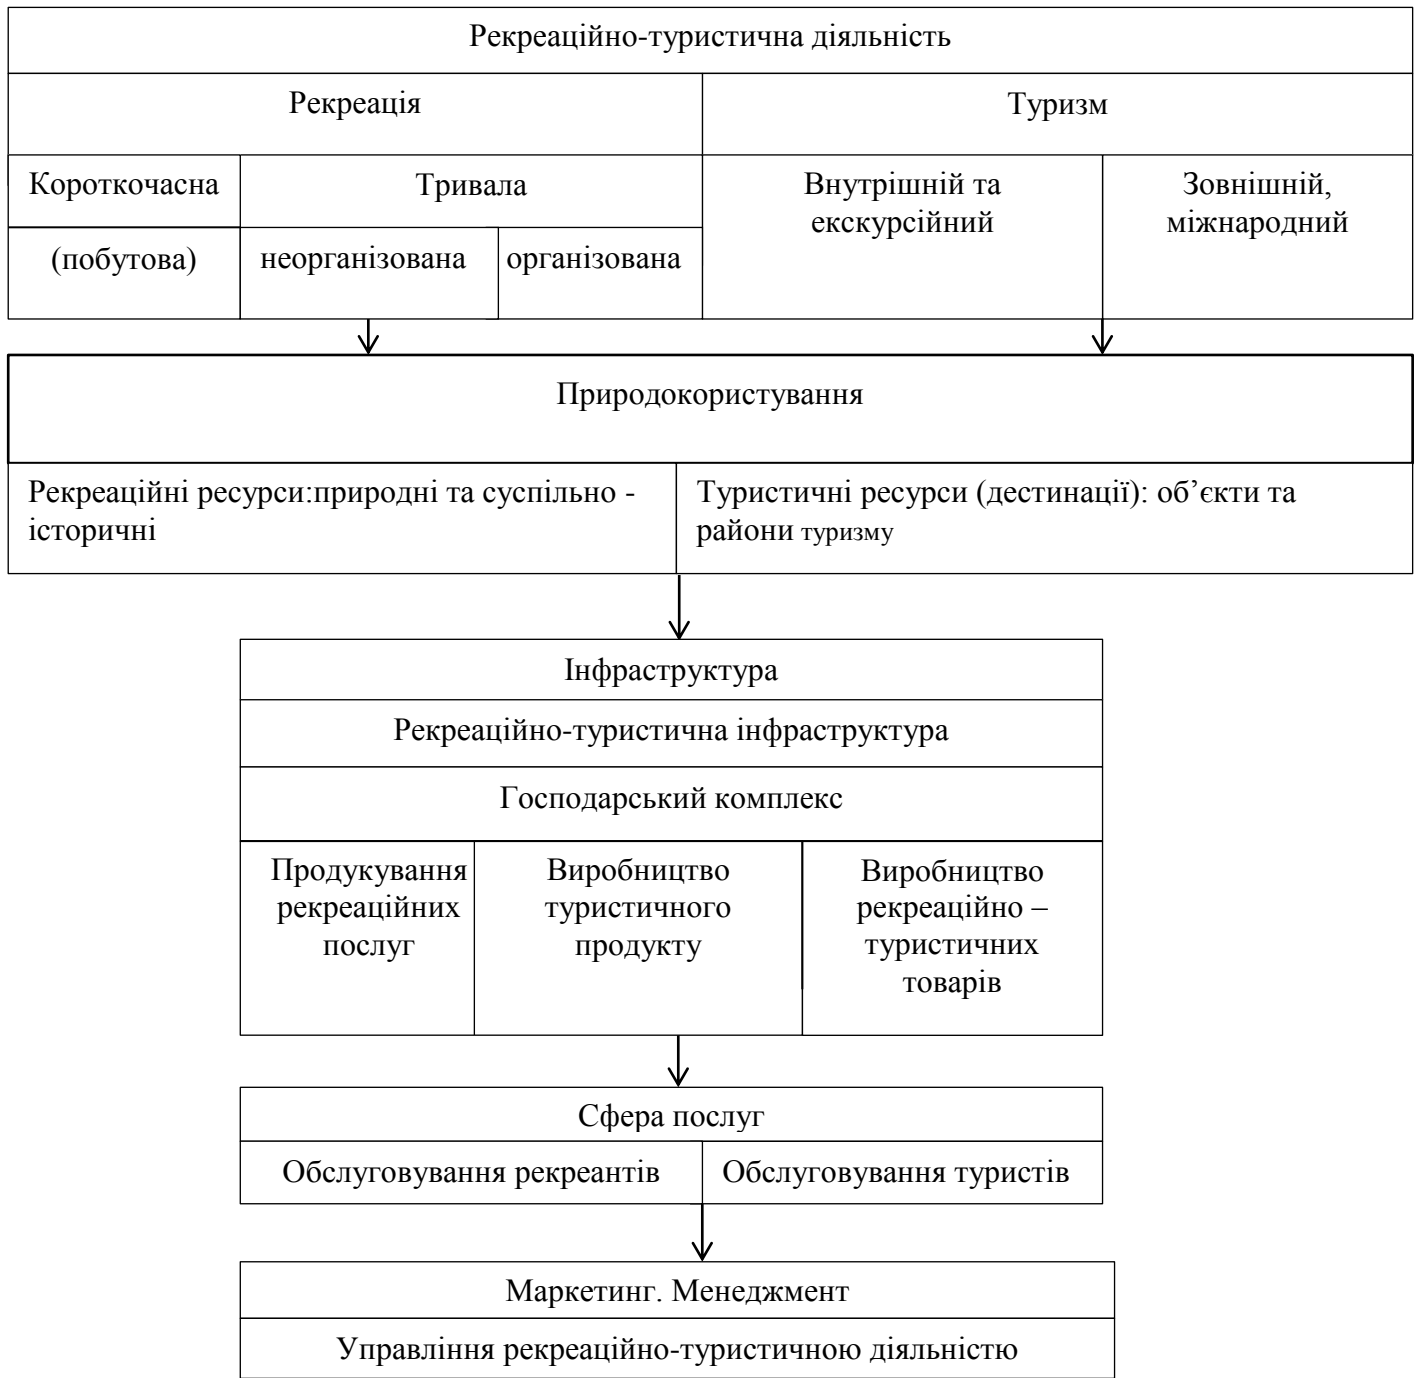 Рекреаційно-туристична діяльність
Рекреація
Туризм
Короткочасна
Тривала
Внутрішній та
екскурсійний
Зовнішній,
міжнародний
(побутова)
неорганізована
організована
Природокористування
Рекреаційні ресурси:природні та суспільно -
історичні
Туристичні ресурси (дестинації): об’єкти та
райони туризму
Інфраструктура
Рекреаційно-туристична інфраструктура
Господарський комплекс
Продукування
рекреаційних
послуг
Виробництво
туристичного
продукту
Виробництво
рекреаційно –
туристичних
товарів
Сфера послуг
Обслуговування рекреантів
Обслуговування туристів
Маркетинг. Менеджмент
Управління рекреаційно-туристичною діяльністю